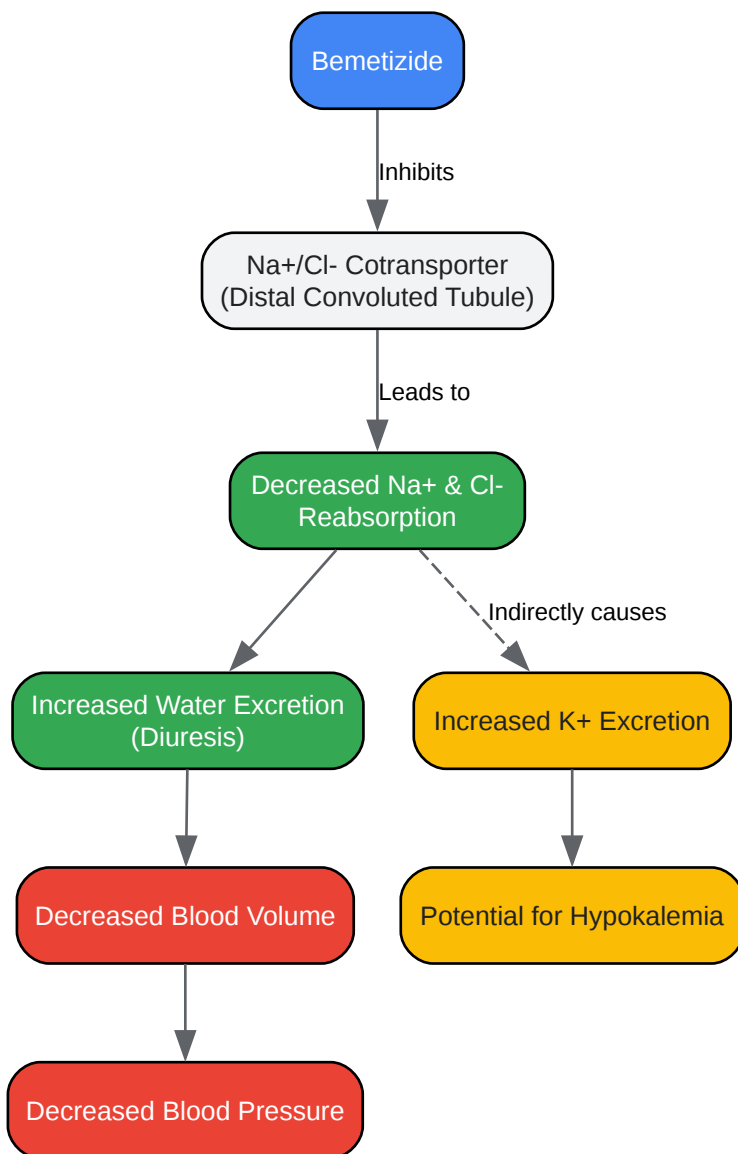 Bemetizide
Inhibits
Na+/Cl- Cotransporter
(Distal Convoluted Tubule)
Leads to
Decreased Na+ & Cl-
Reabsorption
Indirectly causes
Increased Water Excretion
(Diuresis)
Increased K+ Excretion
Decreased Blood Volume
Potential for Hypokalemia
Decreased Blood Pressure